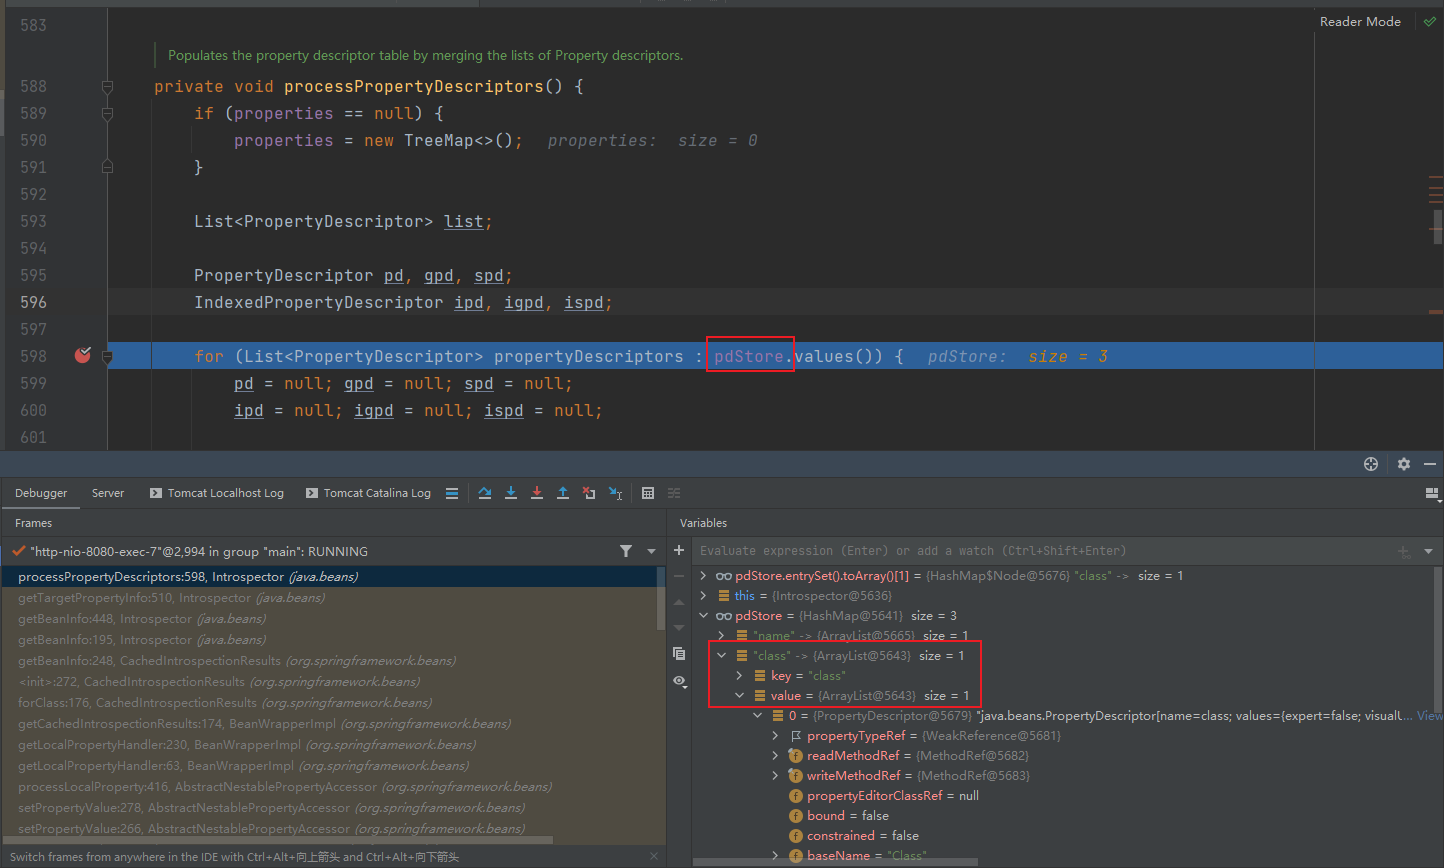 583
Reader Mode
Populates the property descriptor table by merging the lists of Property descriptors.
588 private void processPropertyDescriptors() {
589 if (properties == null) {
590 properties = new TreeMap<>(); properties: size = 0
591 }
592
593 List<PropertyDescriptor> list;
594
595 PropertyDescriptor pd, gpd, spd;
596 IndexedPropertyDescriptor ipd, igpd, ispd;
597
598 for (List<PropertyDescriptor> propertyDescriptors : pdStore.values()) { pdStore: size = 3
599 pd = null; gpd = null; spd = null;
600 ipd = null; igpd = null; ispd = null;
601
Debugger Server Tomcat Localhost Log Tomcat Catalina Log
Frames
"http-nio-8080-exec-7"@2,994 in group "main": RUNNING
processPropertyDescriptors:598, Introspector (java.beans)
getTargetPropertyInfo:510, Introspector (java.beans)
getBeanInfo:448, Introspector (java.beans)
getBeanInfo:195, Introspector (java.beans)
getBeanInfo:248, CachedIntrospectionResults (org.springframework.beans)
<init>:272, CachedIntrospectionResults (org.springframework.beans)
forClass:176, CachedIntrospectionResults (org.springframework.beans)
getCachedIntrospectionResults:174, BeanWrapperImpl (org.springframework.beans)
getLocalPropertyHandler:230, BeanWrapperImpl (org.springframework.beans)
getLocalPropertyHandler:63, BeanWrapperImpl (org.springframework.beans)
processLocalProperty:416, AbstractNestablePropertyAccessor (org.springframework.beans)
setPropertyValue:278, AbstractNestablePropertyAccessor (org.springframework.beans)
setPropertyValue:266, AbstractNestablePropertyAccessor (org.springframework.beans)
Switch frames from anywhere in the IDE with Ctrl+Alt+向上箭头 and Ctrl+Alt+向下箭头
Variables
Evaluate expression (Enter) or add a watch (Ctrl+Shift+Enter)
pdStore.entrySet().toArray()[1] = {HashMap$Node@5676} "class" -> size = 1
this = {Introspector@5636}
pdStore = {HashMap@5641} size = 3
"name" -> {ArrayList@5665} size = 1
"class" -> {ArrayList@5643} size = 1
key = "class"
value = {ArrayList@5643} size = 1
0 = {PropertyDescriptor@5679} "java.beans.PropertyDescriptor[name=class; values={expert=false; visualU... View
propertyTypeRef = {WeakReference@5681}
readMethodRef = {MethodRef@5682}
writeMethodRef = {MethodRef@5683}
propertyEditorClassRef = null
bound = false
constrained = false
baseName = "Class"